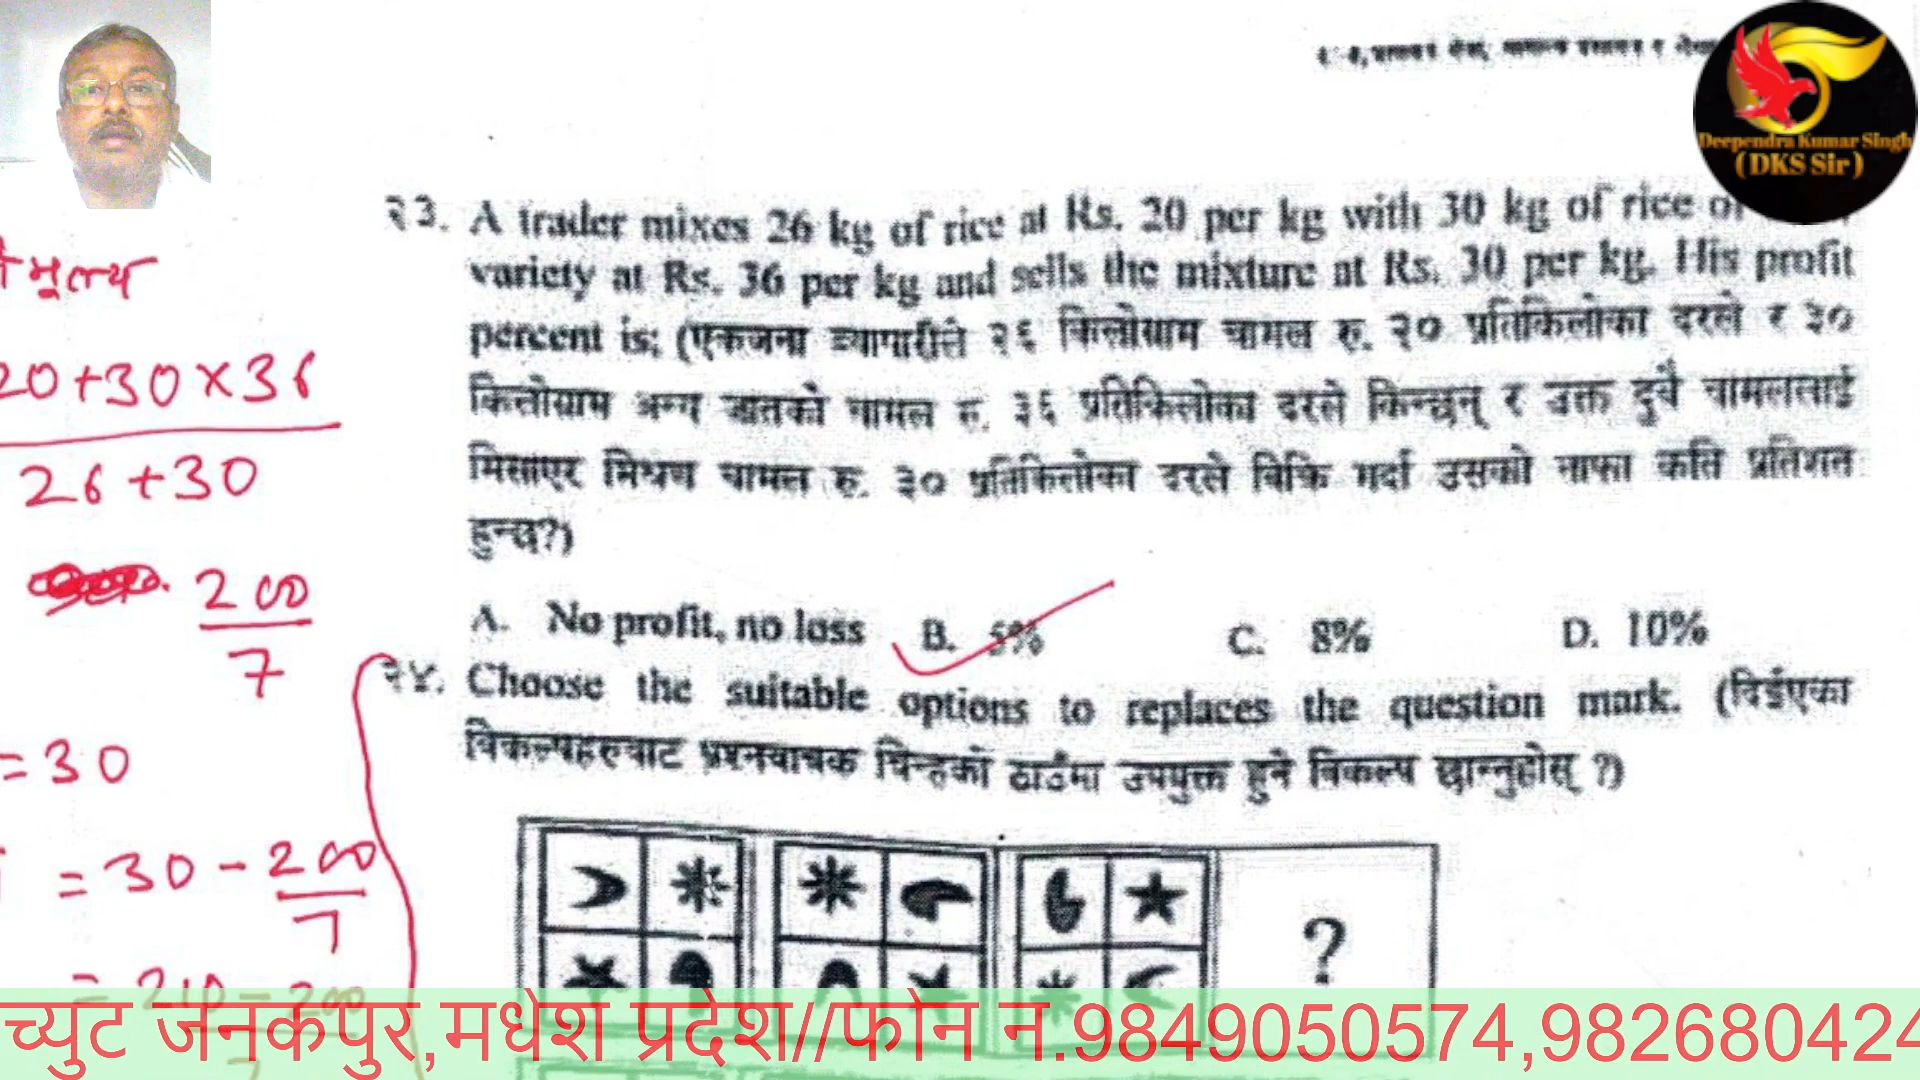 Deependra Kumar Singh
(DKS Sir)
२३. A trader mixes 26 kg of rice at Rs. 20 per kg with 30 kg of rice of
variety at Rs. 36 per kg and sells the mixture at Rs. 30 per kg. His profit
percent is: (एकजना व्यापारीले २६ किलोग्राम चामल रु. २० प्रतिकिलोका दरले र ३०
किलोग्राम अन्य जातको चामल रु. ३६ प्रतिकिलोका दरले किन्छन् र उक्त दुवै चामललाई
मिसाएर मिश्रण चामल रु. ३० प्रतिकिलोका दरले बिक्रि गर्दा उसको नाफा कति प्रतिशत
हुन्छ?)
A. No profit, no loss B. 5% C. 8% D. 10%
२४. Choose the suitable options to replaces the question mark. (दिईएका
विकल्पहरुबाट प्रश्नवाचक चिन्हको ठाउँमा उपयुक्त हुने विकल्प छान्नुहोस् ?)
?
मूल्य
20+30×36
26+30
200
7
=30
= 30 - 200
7
= 210 - 200
च्युट जनकपुर,मधेश प्रदेश//फोन न.9849050574,982680424